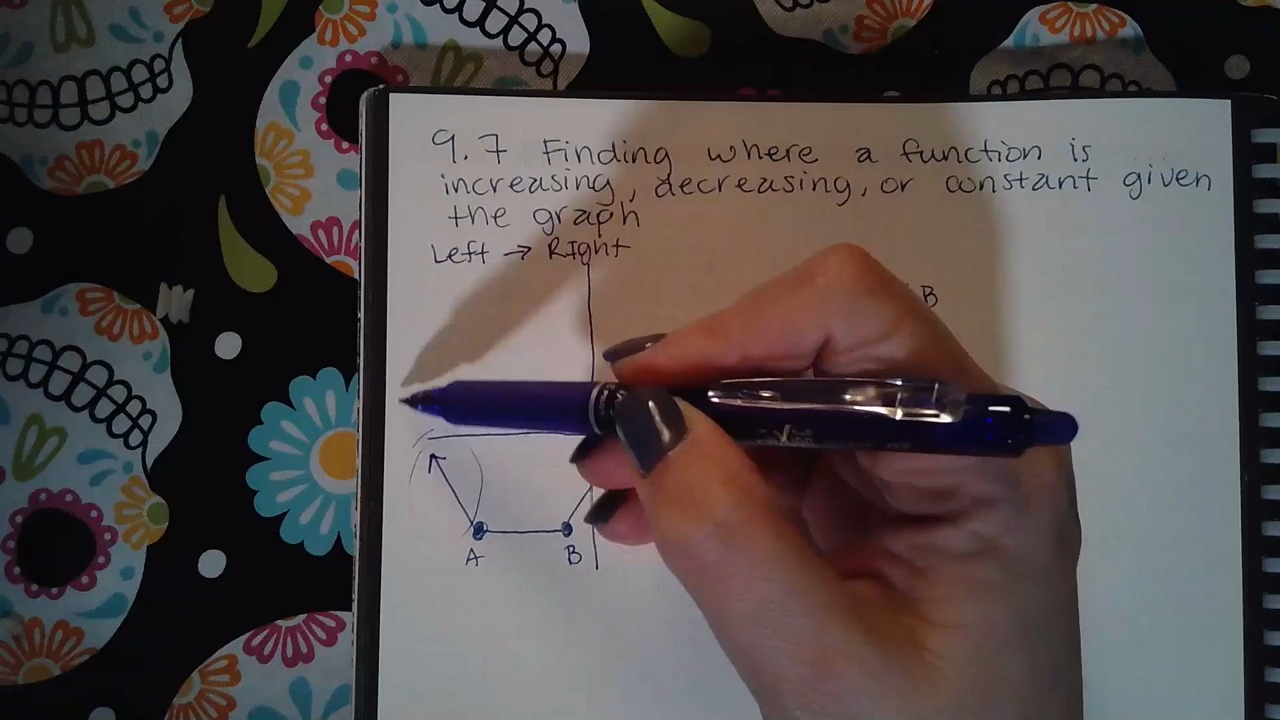 9.7 Finding where a function is
increasing, decreasing, or constant given
the graph
Left → Right
B
A
B